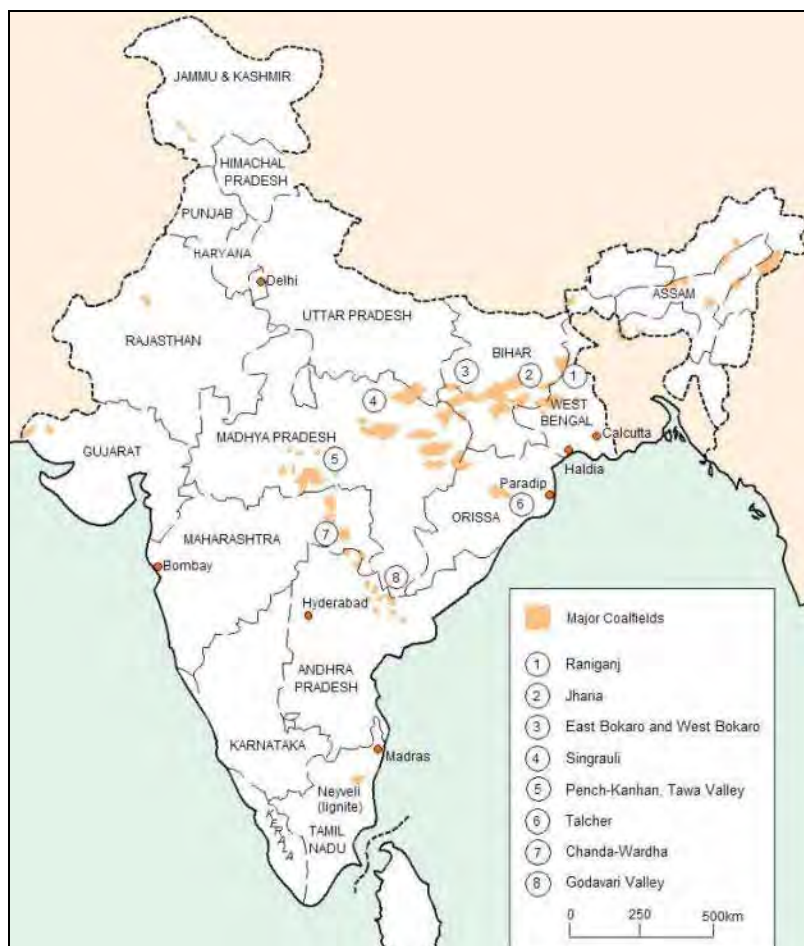 JAMMU & KASHMIR
HIMACHAL
PRADESH
PUNJAB
HARYANA
Delhi
UTTAR PRADESH
RAJASTHAN
ASSAM
BIHAR
3
2
1
4
WEST
BENGAL
MADHYA PRADESH
GUJARAT
Calcutta
5
Haldia
Paradip
6
ORISSA
MAHARASHTRA
7
Bombay
8
Hyderabad
ANDHRA
PRADESH
KARNATAKA
Madras
Neyveli
(lignite)
KERALA
TAMIL
NADU
Major Coalfields
1 Raniganj
2 Jharia
3 East Bokaro and West Bokaro
4 Singrauli
5 Pench-Kanhan, Tawa Valley
6 Talcher
7 Chanda-Wardha
8 Godavari Valley
0 250 500km